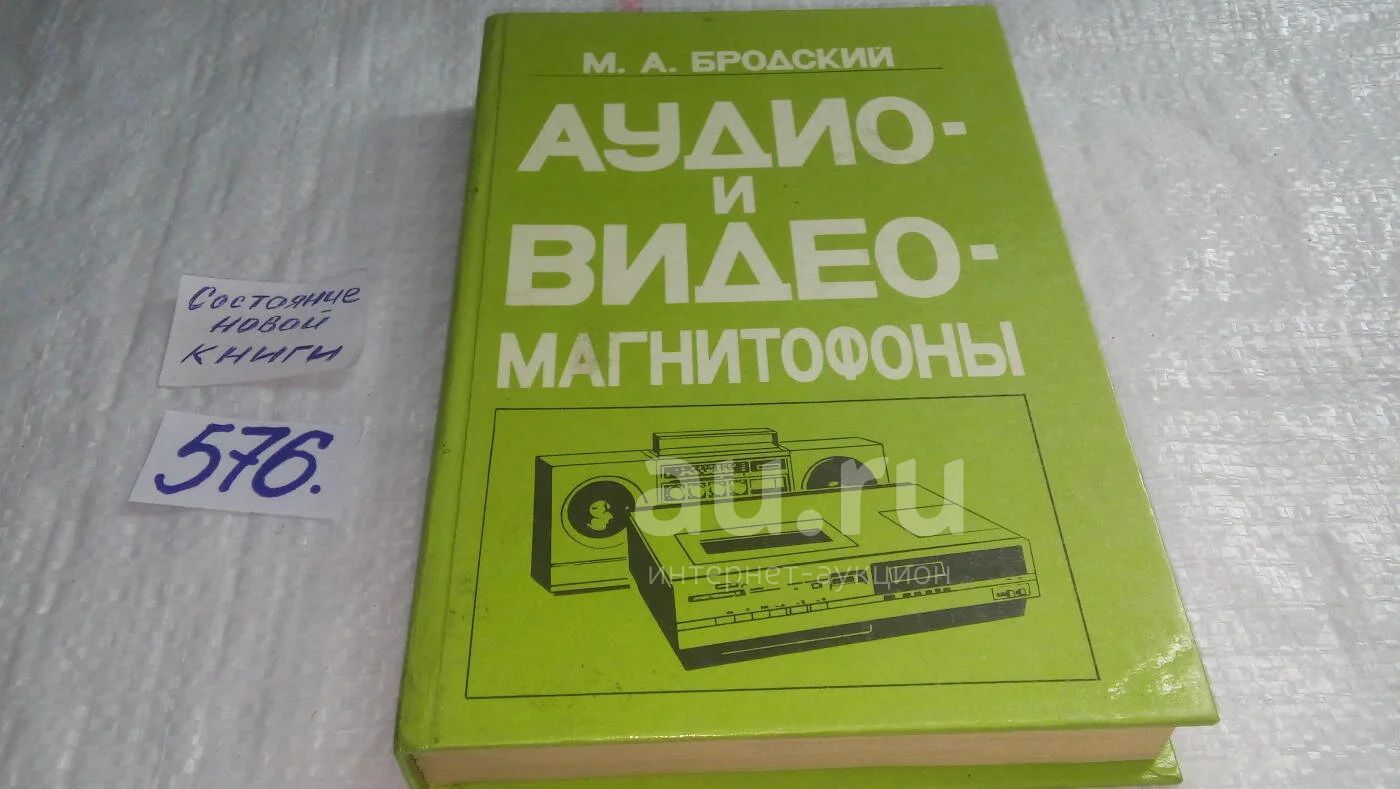 М. А. БРОДСКИЙ
АУДИО-
И
ВИДЕО-
МАГНИТОФОНЫ
Состояние
новой
книги
576.
au.ru
интернет-аукцион